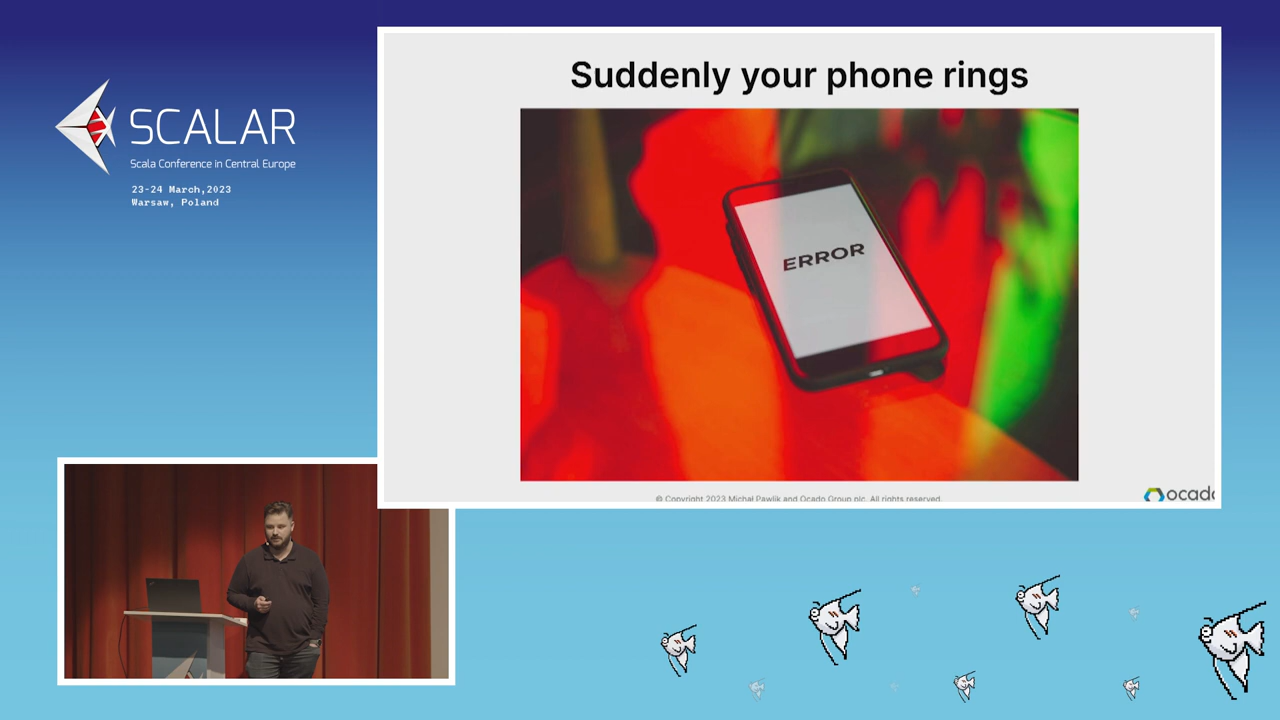 SCALAR
Scala Conference in Central Europe
23-24 March,2023
Warsaw, Poland
Suddenly your phone rings
ERROR
© Copyright 2023 Michał Pawlik and Ocado Group plc. All rights reserved.